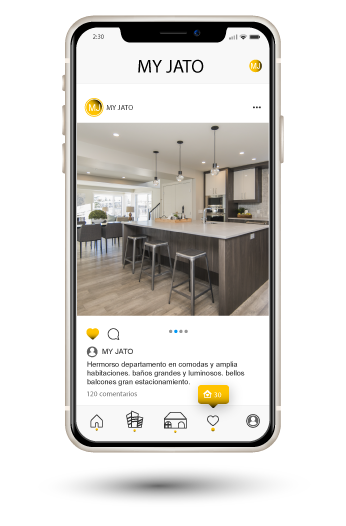 2:30
MY JATO
MJ
MJ MY JATO
MY JATO
Hermorso departamento en comodas y amplia
habitaciones. baños grandes y luminosos. bellos
balcones gran estacionamiento.
120 comentarios
30